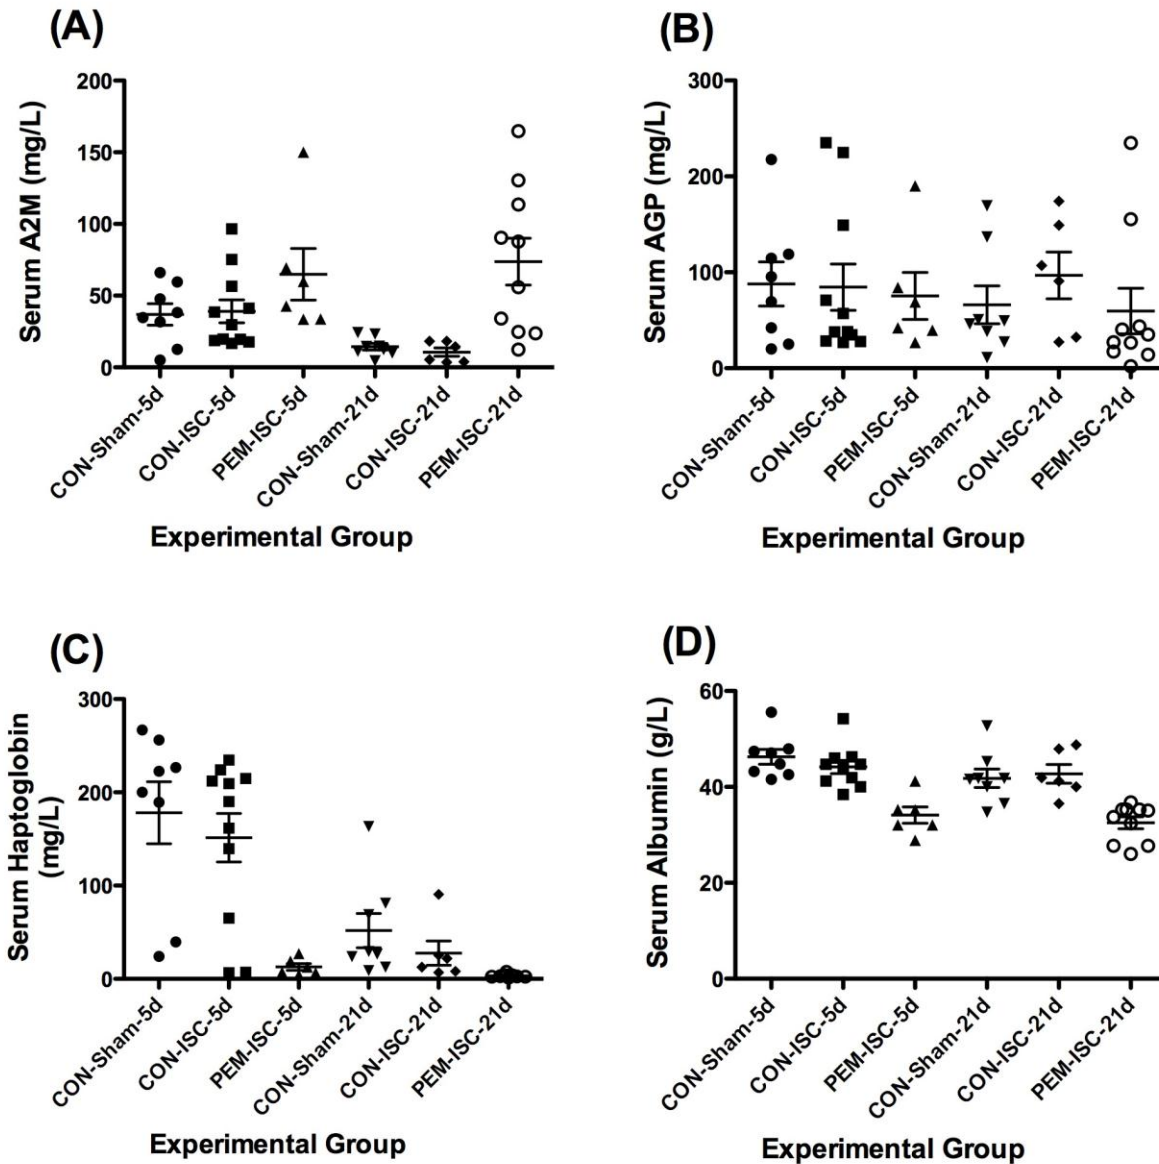 (A)
Serum A2M (mg/L)
200
150
100
50
0
CON-Sham-5d
CON-ISC-5d
PEM-ISC-5d
CON-Sham-21d
CON-ISC-21d
PEM-ISC-21d
Experimental Group
(B)
Serum AGP (mg/L)
300
200
100
0
CON-Sham-5d
CON-ISC-5d
PEM-ISC-5d
CON-Sham-21d
CON-ISC-21d
PEM-ISC-21d
Experimental Group
(C)
Serum Haptoglobin
(mg/L)
300
200
100
0
CON-Sham-5d
CON-ISC-5d
PEM-ISC-5d
CON-Sham-21d
CON-ISC-21d
PEM-ISC-21d
Experimental Group
(D)
Serum Albumin (g/L)
60
40
20
0
CON-Sham-5d
CON-ISC-5d
PEM-ISC-5d
CON-Sham-21d
CON-ISC-21d
PEM-ISC-21d
Experimental Group